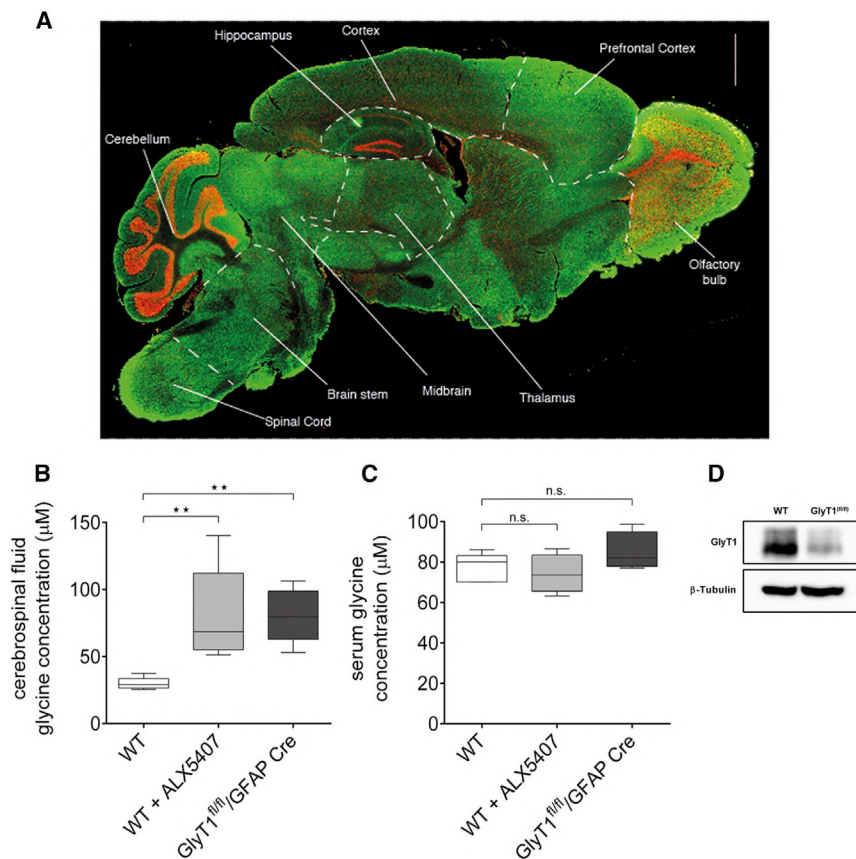 A
Hippocampus
Cortex
Prefrontal Cortex
Cerebellum
Olfactory
bulb
Brain stem
Midbrain
Thalamus
Spinal Cord
B
cerebrospinal fluid
glycine concentration (µM)
150
100
50
0
★★
★★
WT
WT + ALX5407
GlyT1fl/fl/GFAP Cre
C
serum glycine
concentration (µM)
100
80
60
40
20
0
n.s.
n.s.
WT
WT + ALX5407
GlyT1fl/fl/GFAP Cre
D
WT GlyT1(fl/fl)
GlyT1
β-Tubulin